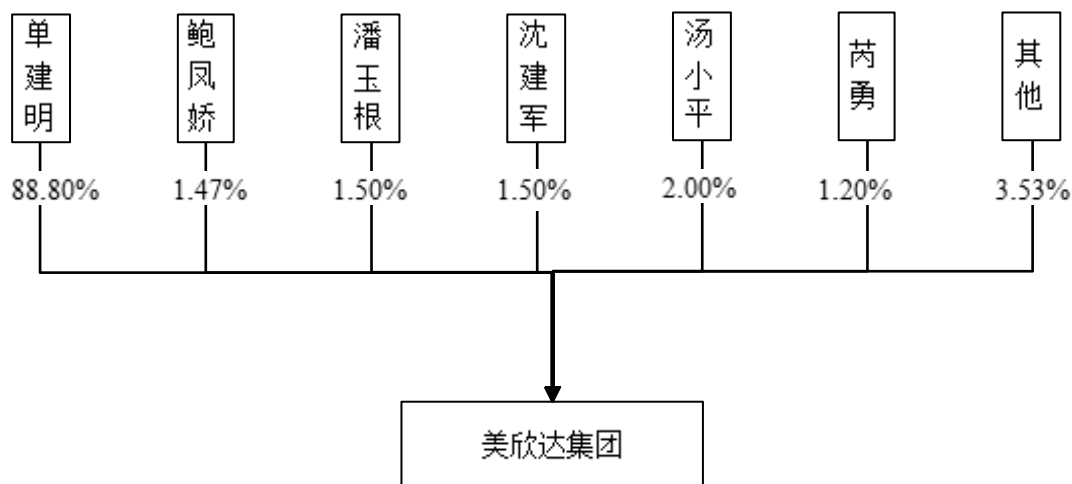 单建明
鲍凤娇
潘玉根
沈建军
汤小平
芮勇
其他
88.80%
1.47%
1.50%
1.50%
2.00%
1.20%
3.53%
美欣达集团